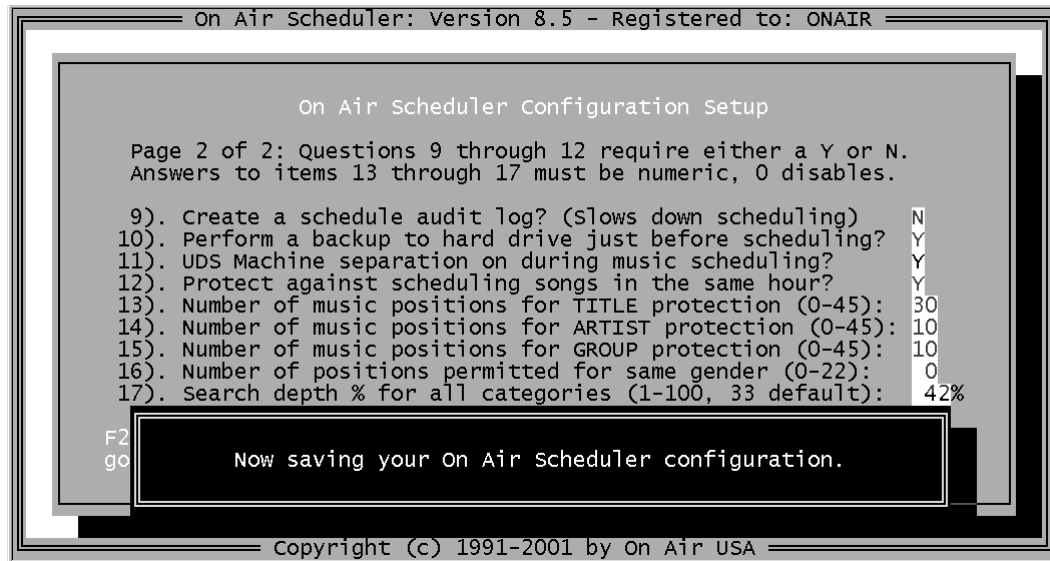 On Air Scheduler: Version 8.5 - Registered to: ONAIR
On Air Scheduler Configuration Setup
Page 2 of 2: Questions 9 through 12 require either a Y or N.
Answers to items 13 through 17 must be numeric, 0 disables.
9). Create a schedule audit log? (Slows down scheduling) N
10). Perform a backup to hard drive just before scheduling? Y
11). UDS Machine separation on during music scheduling? Y
12). Protect against scheduling songs in the same hour? Y
13). Number of music positions for TITLE protection (0-45): 30
14). Number of music positions for ARTIST protection (0-45): 10
15). Number of music positions for GROUP protection (0-45): 10
16). Number of positions permitted for same gender (0-22): 0
17). Search depth % for all categories (1-100, 33 default): 42%
F2
go
Now saving your On Air Scheduler configuration.
Copyright (c) 1991-2001 by On Air USA